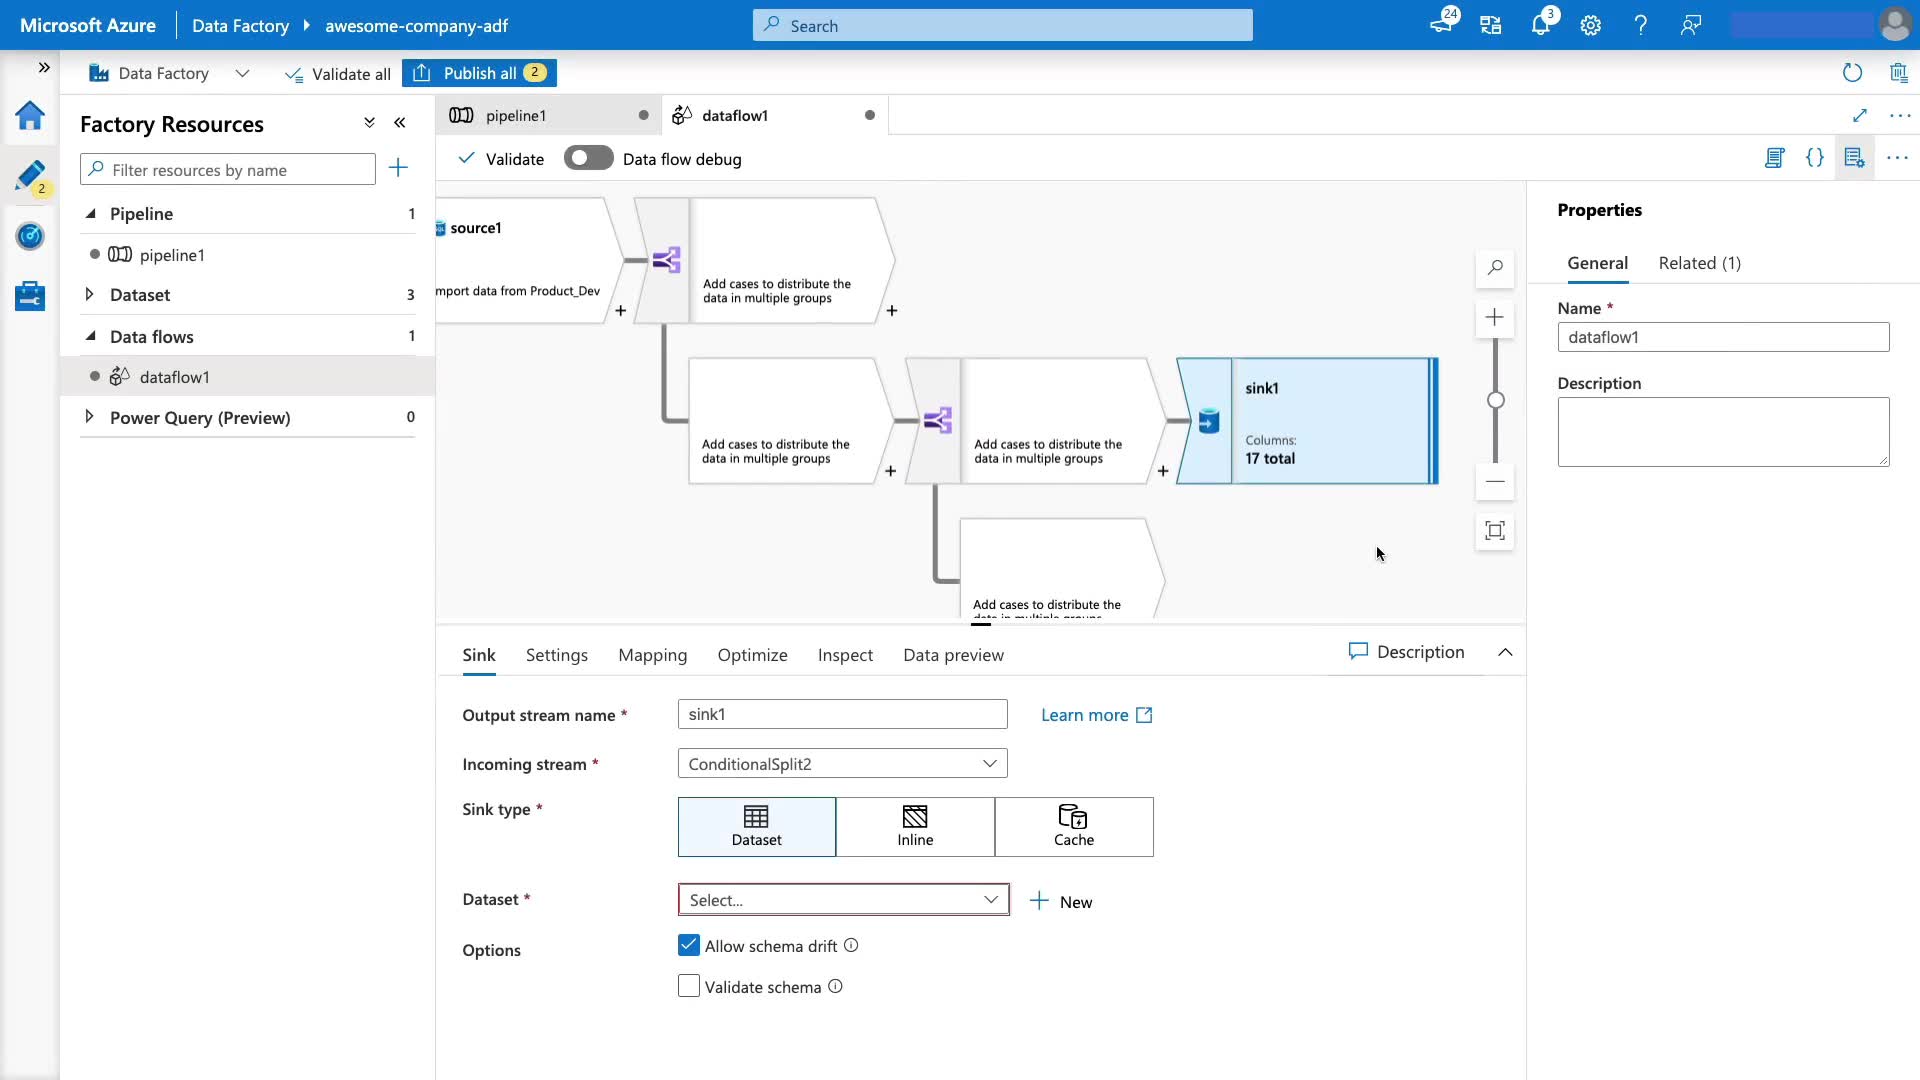 Microsoft Azure
Data Factory
awesome-company-adf
Search
24
3
Data Factory
Validate all
Publish all
2
2
Factory Resources
Filter resources by name
Pipeline
1
pipeline1
Dataset
3
Data flows
1
dataflow1
Power Query (Preview)
0
pipeline1
dataflow1
Validate
Data flow debug
source1
mport data from Product_Dev
+
Add cases to distribute the
data in multiple groups
+
Add cases to distribute the
data in multiple groups
+
Add cases to distribute the
data in multiple groups
+
sink1
Columns:
17 total
Add cases to distribute the
data in multiple groups
Properties
General
Related (1)
Name *
dataflow1
Description
Sink
Settings
Mapping
Optimize
Inspect
Data preview
Description
Output stream name *
sink1
Learn more
Incoming stream *
ConditionalSplit2
Sink type *
Dataset
Inline
Cache
Dataset *
Select...
New
Options
Allow schema drift
Validate schema